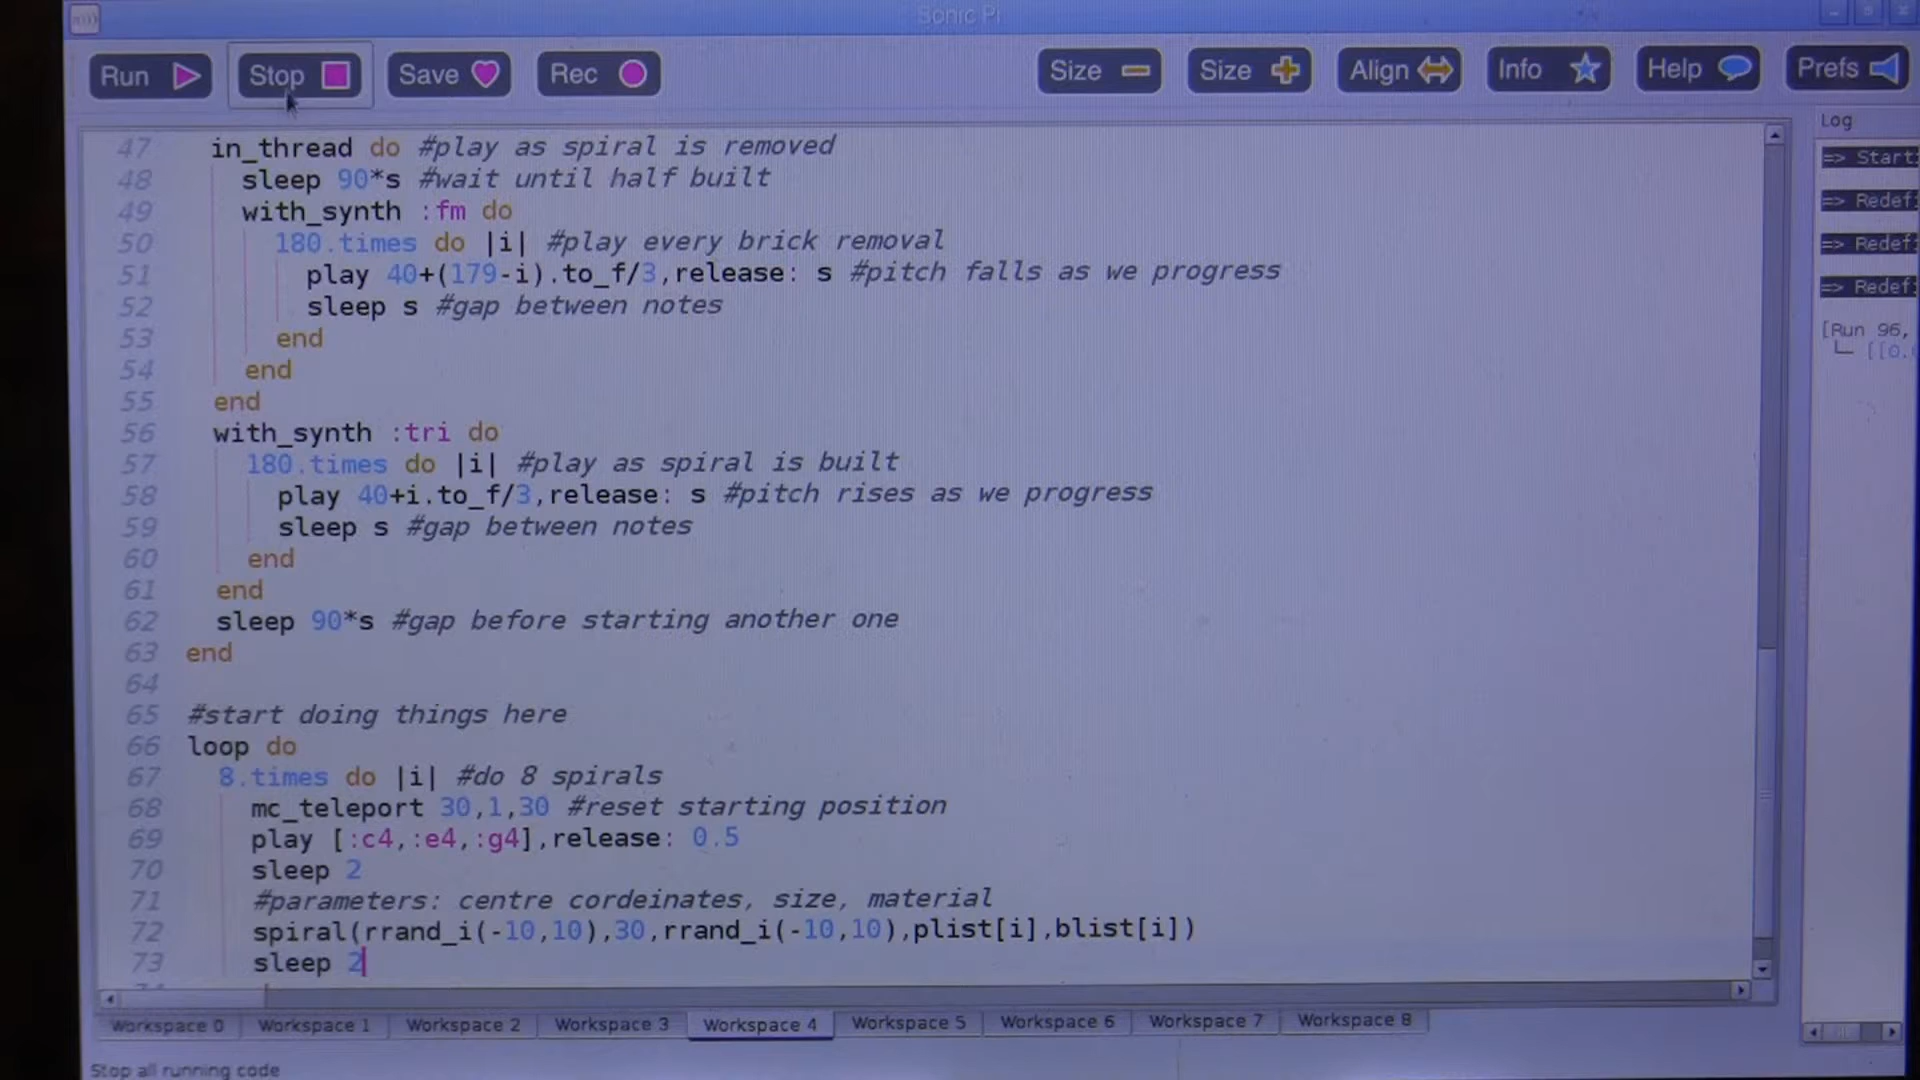 Sonic Pi
Run Stop Save Rec Size Size Align Info Help Prefs
Log
47 in_thread do #play as spiral is removed
48 sleep 90*s #wait until half built
49 with_synth :fm do
50 180.times do |i| #play every brick removal
51 play 40+(179-i).to_f/3,release: s #pitch falls as we progress
52 sleep s #gap between notes
53 end
54 end
55 end
56 with_synth :tri do
57 180.times do |i| #play as spiral is built
58 play 40+i.to_f/3,release: s #pitch rises as we progress
59 sleep s #gap between notes
60 end
61 end
62 sleep 90*s #gap before starting another one
63 end
64
65 #start doing things here
66 loop do
67 8.times do |i| #do 8 spirals
68 mc_teleport 30,1,30 #reset starting position
69 play [:c4,:e4,:g4],release: 0.5
70 sleep 2
71 #parameters: centre cordeinates, size, material
72 spiral(rrand_i(-10,10),30,rrand_i(-10,10),plist[i],blist[i])
73 sleep 2
=> Starti
=> Redefi
=> Redefi
=> Redefi
[Run 96,
[[0.
Workspace 0 Workspace 1 Workspace 2 Workspace 3 Workspace 4 Workspace 5 Workspace 6 Workspace 7 Workspace 8
Stop all running code